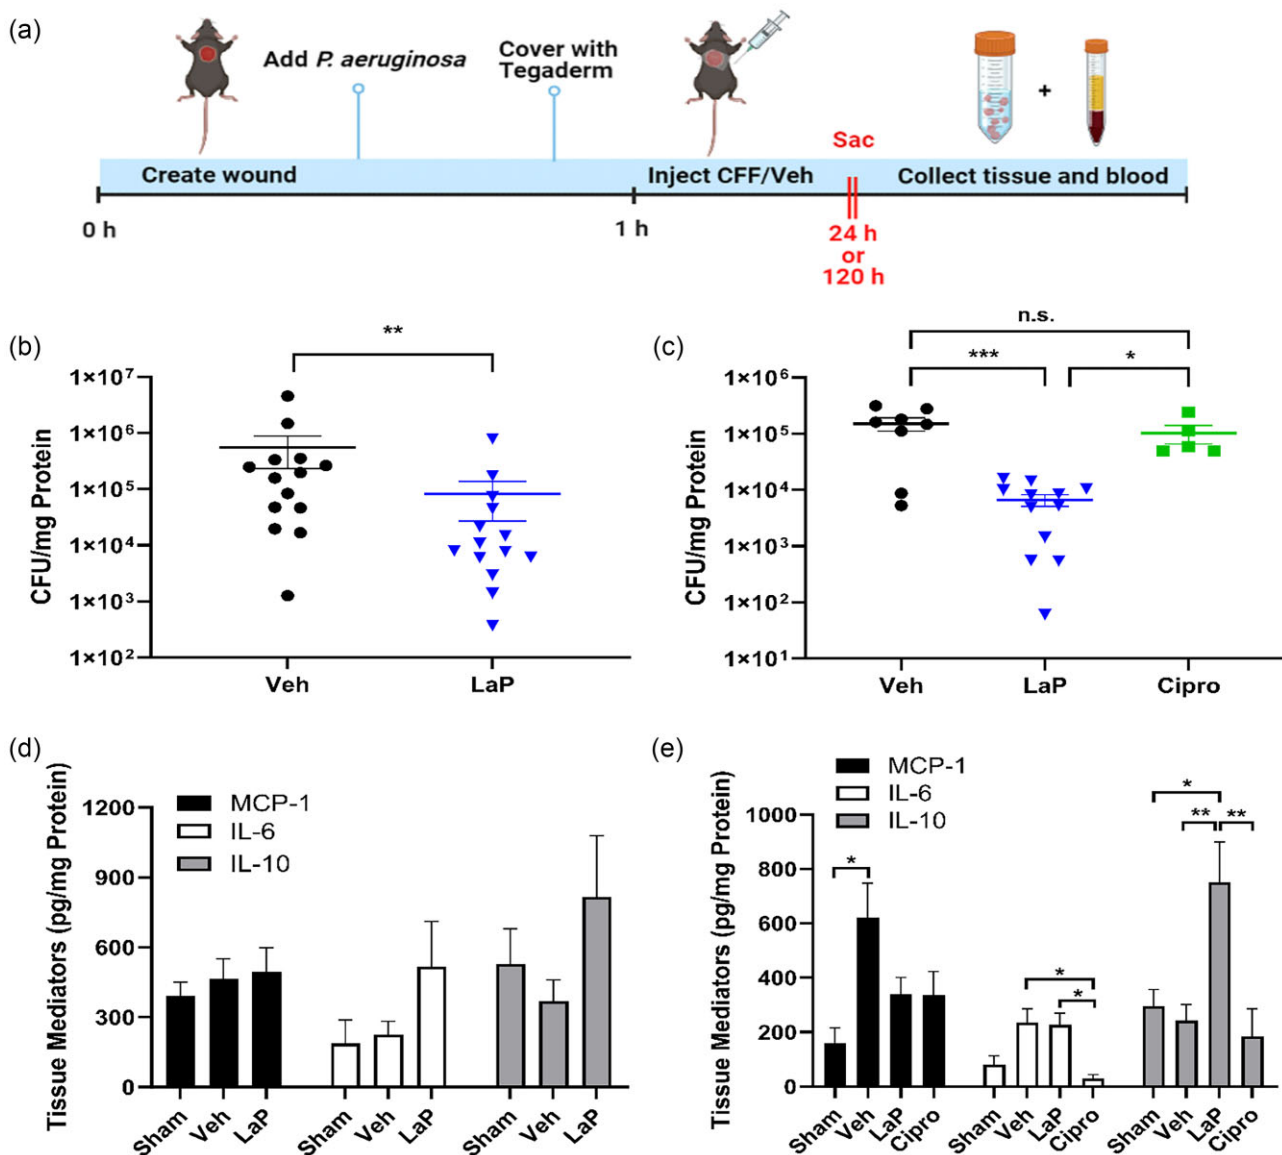 (a)
Add P. aeruginosa
Cover with
Tegaderm
+
Sac
Create wound
Inject CFF/Veh
Collect tissue and blood
0 h
1 h
24 h
or
120 h
(b)
**
CFU/mg Protein
1×10⁷
1×10⁶
1×10⁵
1×10⁴
1×10³
1×10²
Veh
LaP
(c)
n.s.
***
*
CFU/mg Protein
1×10⁶
1×10⁵
1×10⁴
1×10³
1×10²
1×10¹
Veh
LaP
Cipro
(d)
Tissue Mediators (pg/mg Protein)
MCP-1
IL-6
IL-10
1200
900
600
300
0
Sham
Veh
LaP
Sham
Veh
LaP
Sham
Veh
LaP
(e)
Tissue Mediators (pg/mg Protein)
MCP-1
IL-6
IL-10
1000
800
600
400
200
0
*
*
*
*
**
**
Sham
Veh
LaP
Cipro
Sham
Veh
LaP
Cipro
Sham
Veh
LaP
Cipro